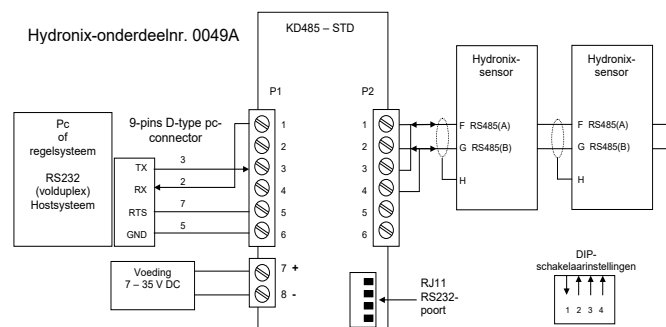 Hydronix-onderdeelnr. 0049A
KD485 – STD
P1
P2
Pc
of
regelsysteem
RS232
(volduplex)
Hostsysteem
9-pins D-type pc-
connector
TX
RX
RTS
GND
3
2
7
5
1
2
3
4
5
6
7 +
8 -
Voeding
7 – 35 V DC
1
2
3
4
5
6
RJ11
RS232-
poort
Hydronix-
sensor
F RS485(A)
G RS485(B)
H
Hydronix-
sensor
F RS485(A)
G RS485(B)
H
DIP-
schakelaarinstellingen
1 2 3 4